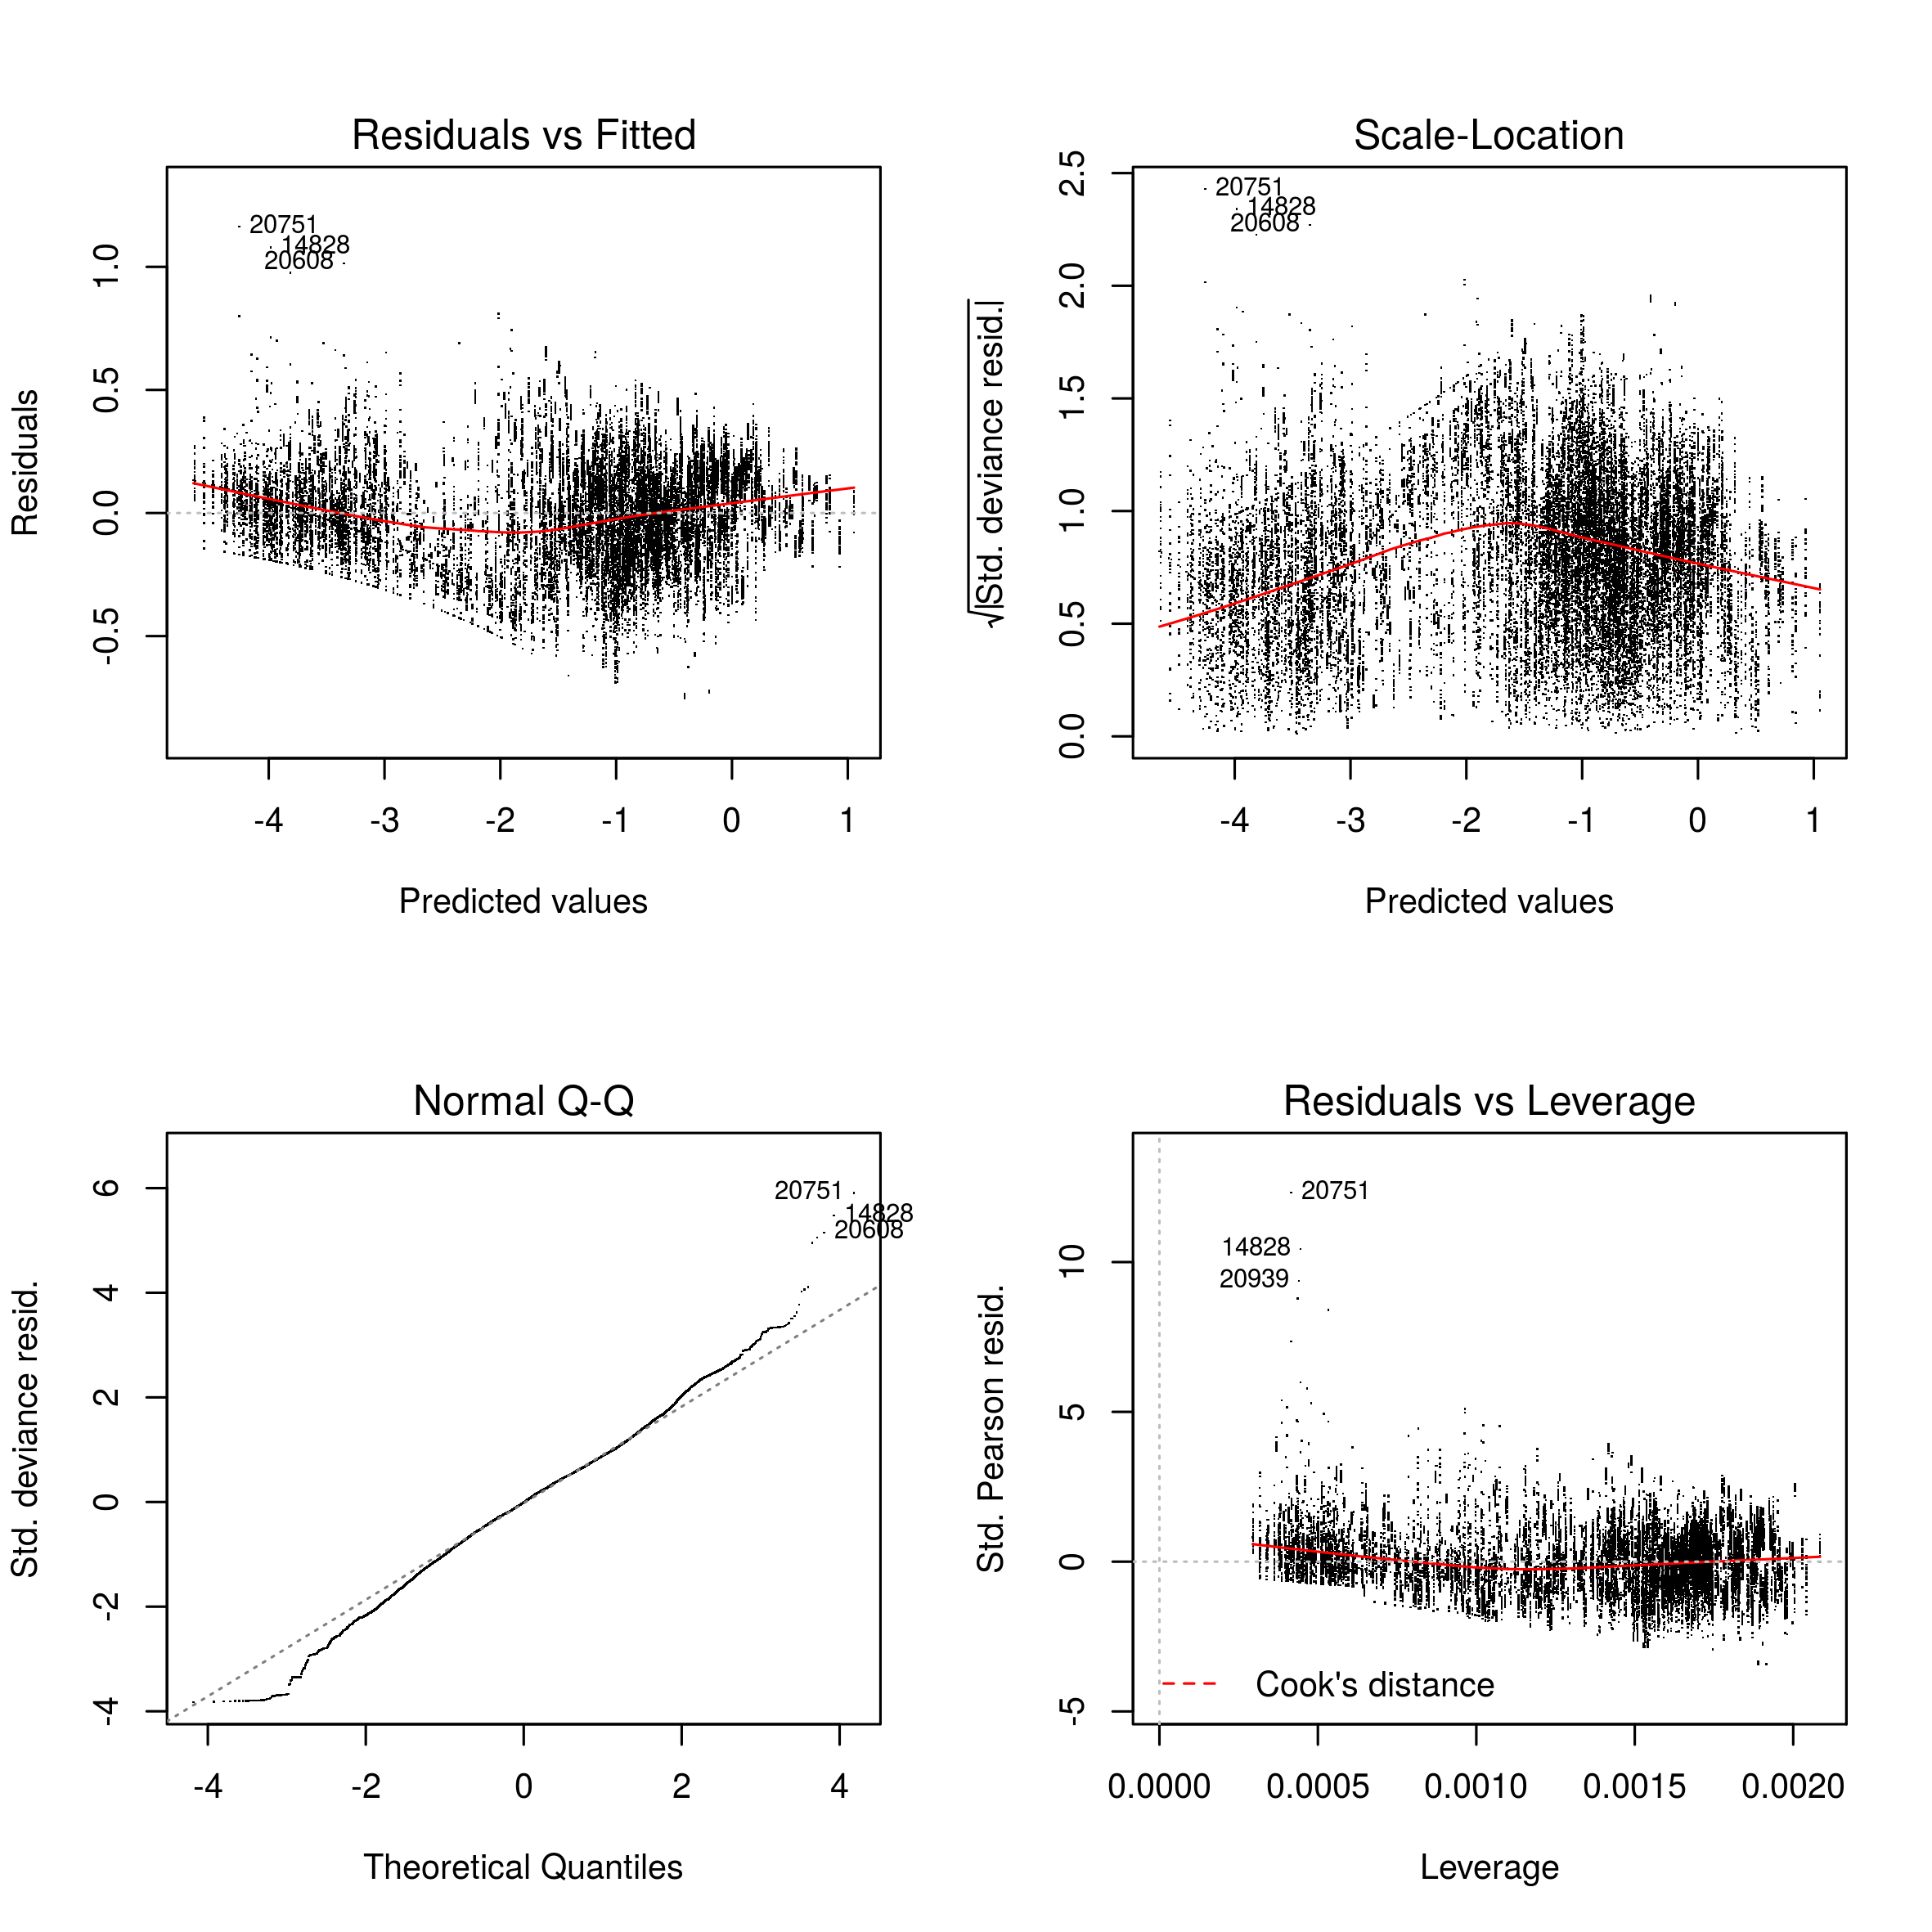 Residuals vs Fitted
Residuals
1.0
0.5
0.0
-0.5
20751
14828
20608
-4 -3 -2 -1 0 1
Predicted values
Scale-Location
√|Std. deviance resid.|
2.5
2.0
1.5
1.0
0.5
0.0
20751
14828
20608
-4 -3 -2 -1 0 1
Predicted values
Normal Q-Q
Std. deviance resid.
6
4
2
0
-2
-4
20751
14828
20608
-4 -2 0 2 4
Theoretical Quantiles
Residuals vs Leverage
Std. Pearson resid.
10
5
0
-5
20751
14828
20939
Cook's distance
0.0000 0.0005 0.0010 0.0015 0.0020
Leverage